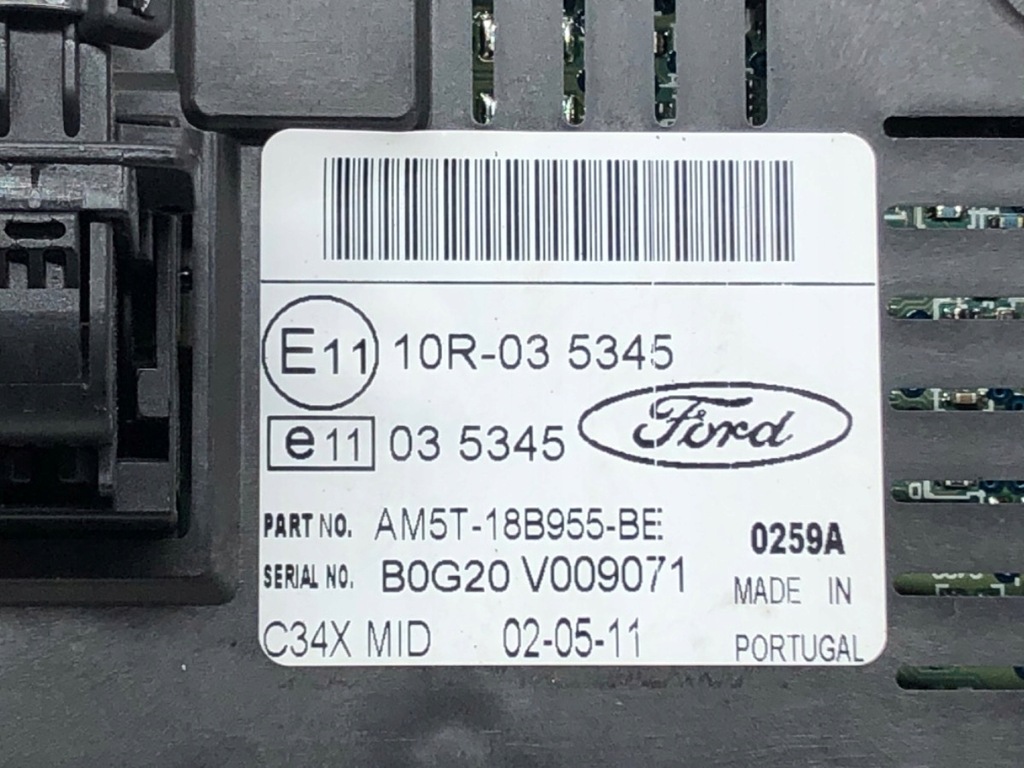 E11 10R-03 5345
e11 03 5345
Ford
PART NO. AM5T-18B955-BE
0259A
SERIAL NO. B0G20 V009071
MADE IN
C34X MID 02-05-11
PORTUGAL